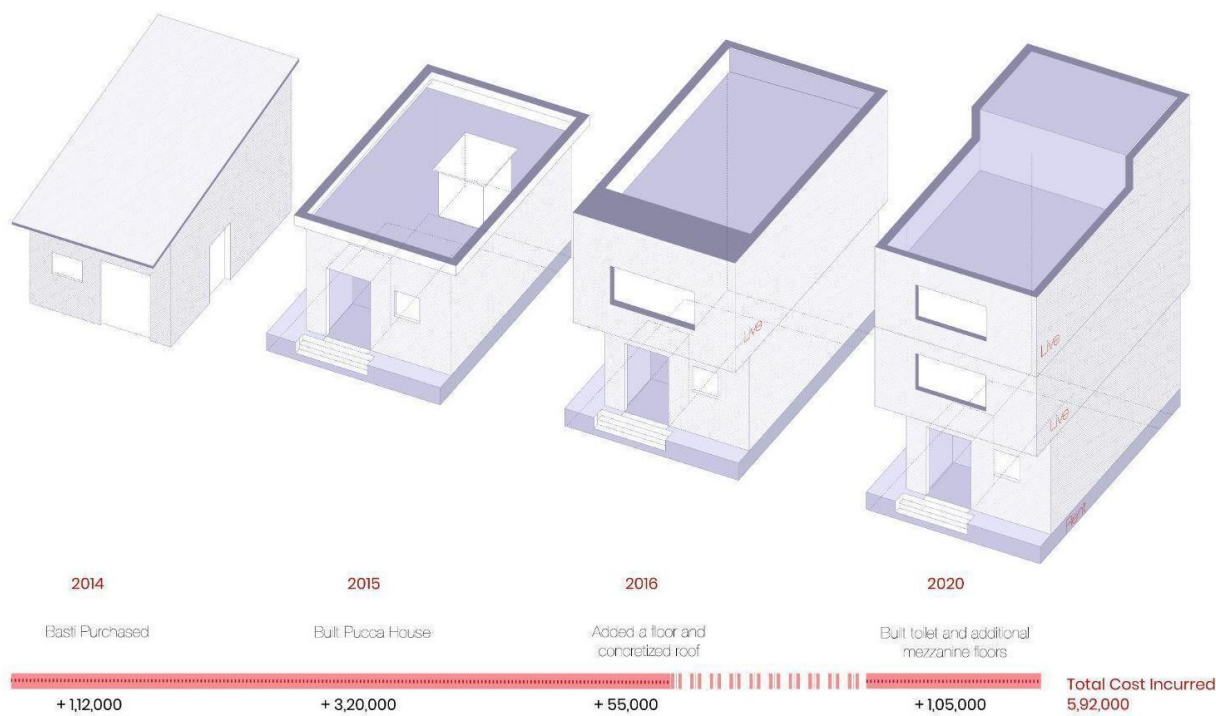 Live
Live
Live
Rent
2014
2015
2016
2020
Basti Purchased
Built Pucca House
Added a floor and
concretized roof
Built toilet and additional
mezzanine floors
+ 1,12,000
+ 3,20,000
+ 55,000
+ 1,05,000
Total Cost Incurred
5,92,000